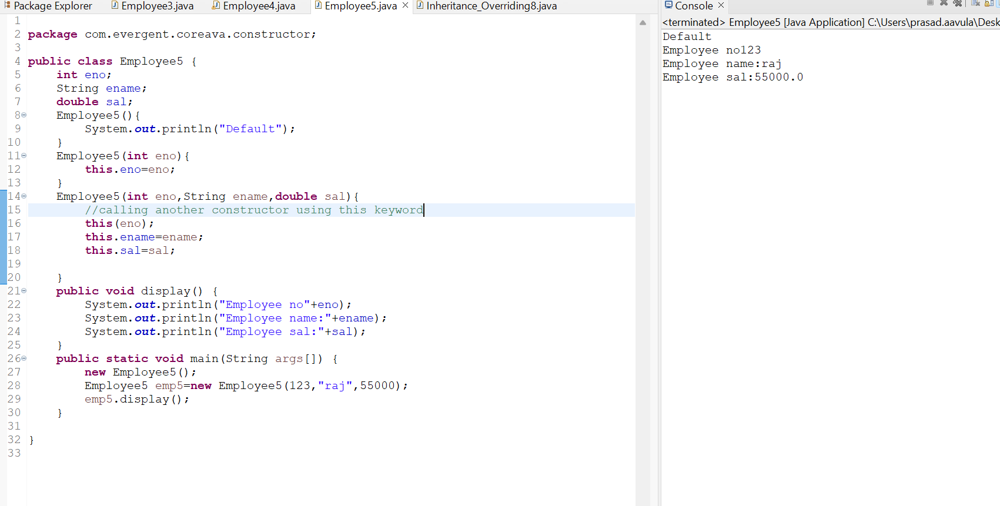 Package Explorer Employee3.java Employee4.java Employee5.java Inheritance_Overriding8.java
1
2 package com.evergent.coreava.constructor;
3
4 public class Employee5 {
5     int eno;
6     String ename;
7     double sal;
8     Employee5(){
9         System.out.println("Default");
10     }
11     Employee5(int eno){
12         this.eno=eno;
13     }
14     Employee5(int eno,String ename,double sal){
15         //calling another constructor using this keyword
16         this(eno);
17         this.ename=ename;
18         this.sal=sal;
19
20     }
21     public void display() {
22         System.out.println("Employee no"+eno);
23         System.out.println("Employee name:"+ename);
24         System.out.println("Employee sal:"+sal);
25     }
26     public static void main(String args[]) {
27         new Employee5();
28         Employee5 emp5=new Employee5(123,"raj",55000);
29         emp5.display();
30     }
31
32 }
33
Console
<terminated> Employee5 [Java Application] C:\Users\prasad.aavula\Desk
Default
Employee no123
Employee name:raj
Employee sal:55000.0